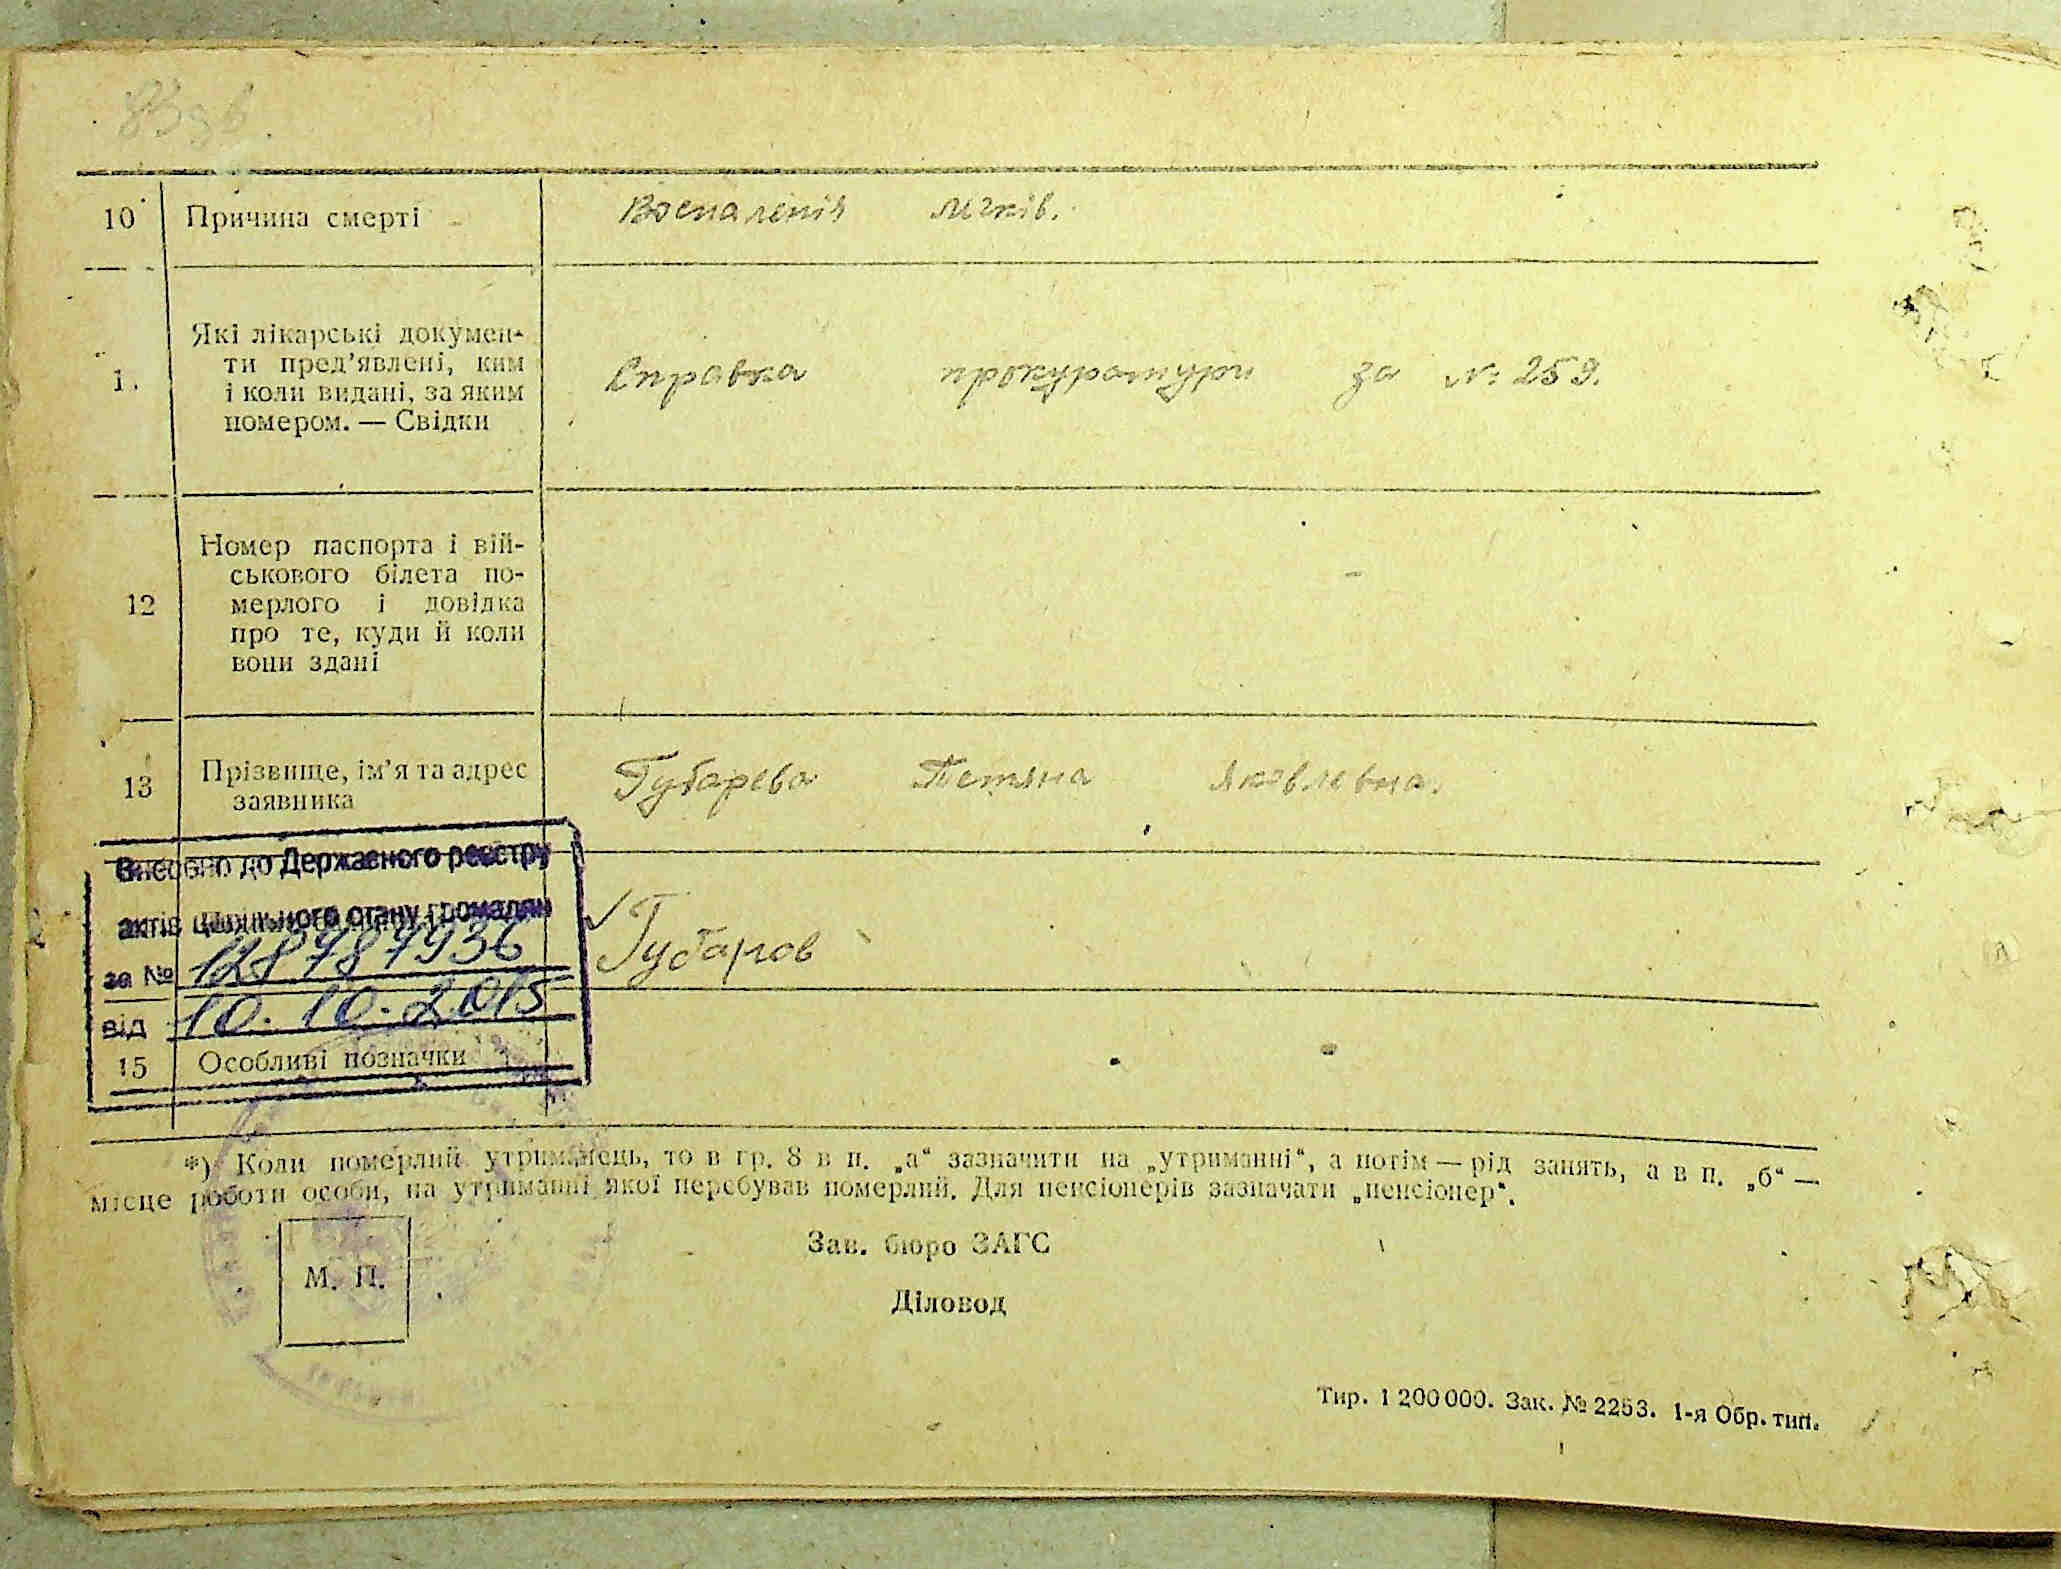 10 Причина смерті Воспаленія легків.
Які лікарські докумен-
ти пред’явлені, ким
1. і коли видані, за яким
номером. — Свідки
Справка прокуратури за № 259.
Номер паспорта і вій-
ськового білета по-
12 мерлого і довідка
про те, куди й коли
вони здані
13 Прізвище, ім’я та адрес
заявника
Губарева Тетяна Яковлевна.
Внесено до Державного реєстру
актів цивільного стану громадян
за № 128787936
від 10.10.2015
Губаров
15 Особливі позначки
*) Коли померлий утриманець, то в гр. 8 в п. „а“ зазначити на „утриманні“, а потім — рід занять, а в п. „б“ —
місце роботи особи, на утриманні якої перебував померлий. Для пенсіонерів зазначати „пенсіонер“.
М. П.
Зав. бюро ЗАГС
Діловод
Тир. 1 200 000. Зак. № 2253. 1-я Обр. тип.